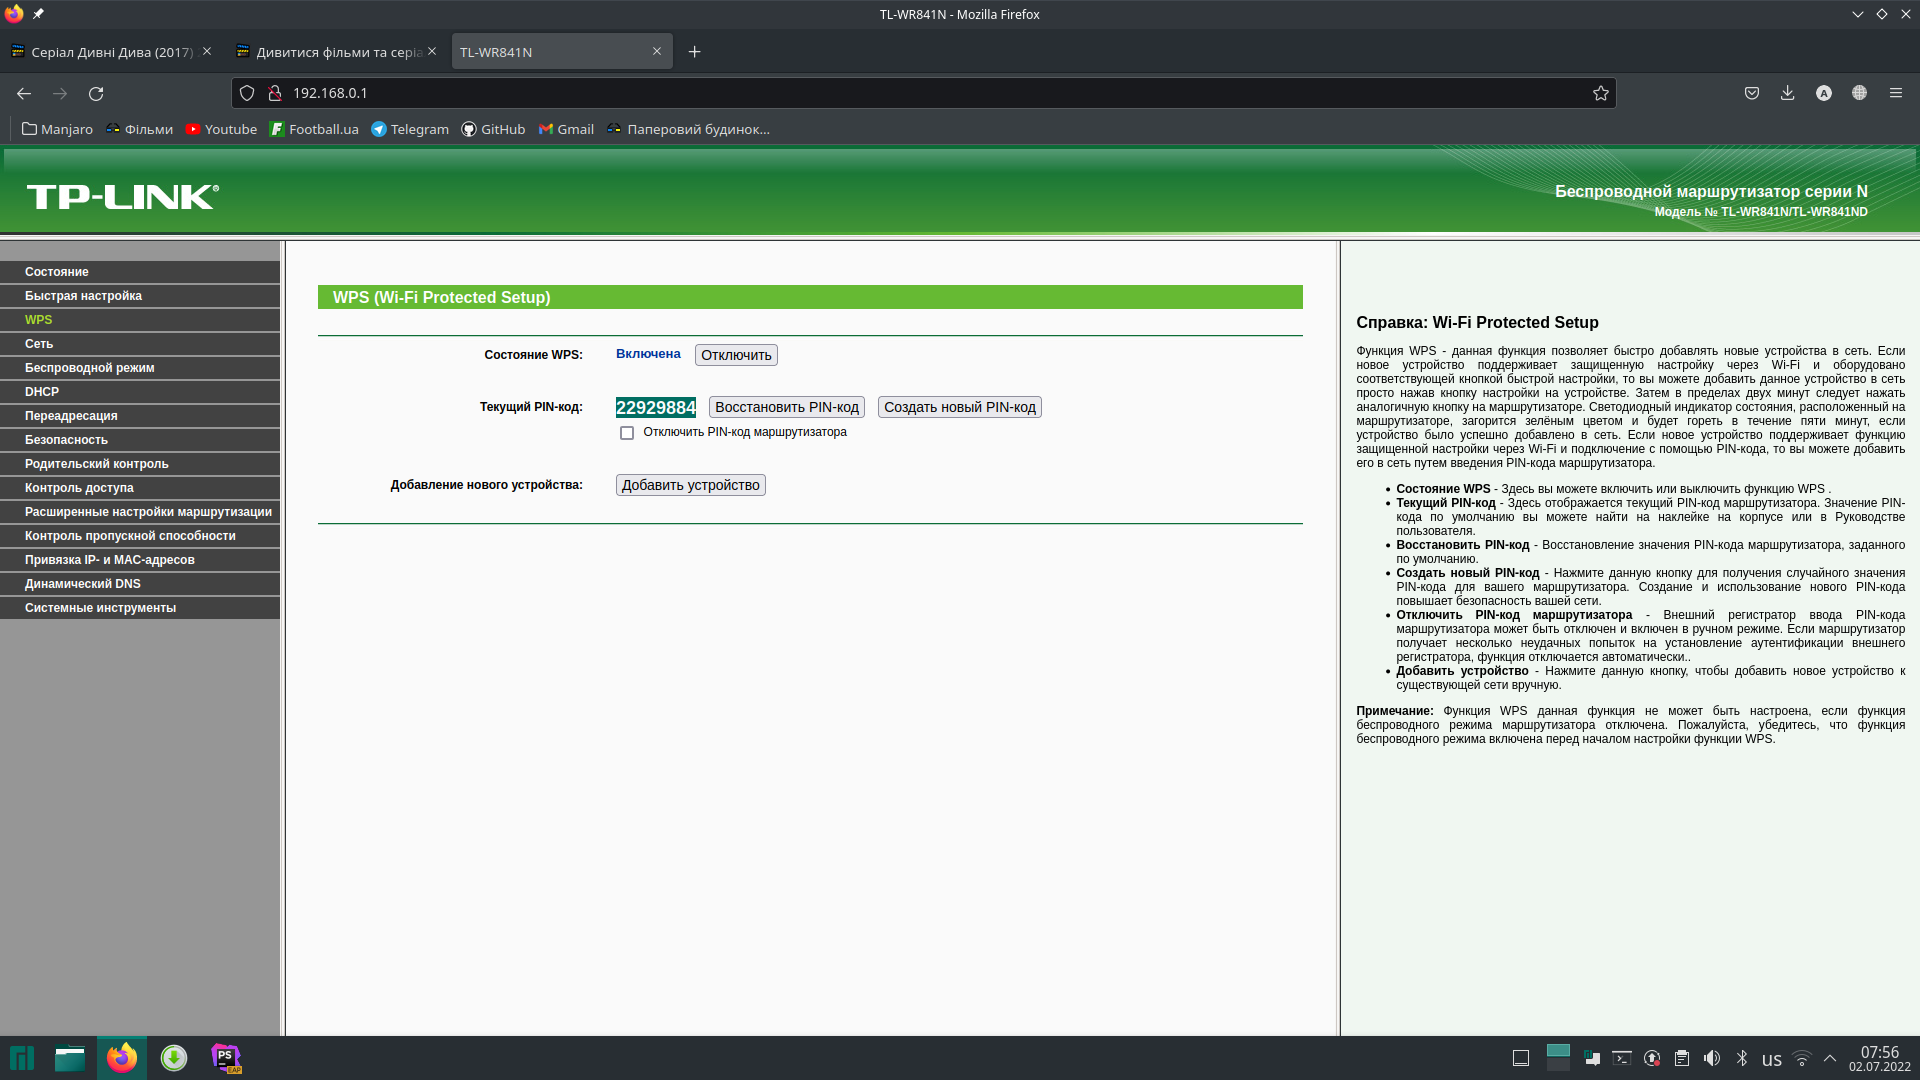 TL-WR841N - Mozilla Firefox
Серіал Дивні Дива (2017)
Дивитися фільми та серіа
TL-WR841N
192.168.0.1
Manjaro
Фільми
Youtube
Football.ua
Telegram
GitHub
Gmail
Паперовий будинок...
TP-LINK®
Беспроводной маршрутизатор серии N
Модель № TL-WR841N/TL-WR841ND
Состояние
Быстрая настройка
WPS
Сеть
Беспроводной режим
DHCP
Переадресация
Безопасность
Родительский контроль
Контроль доступа
Расширенные настройки маршрутизации
Контроль пропускной способности
Привязка IP- и MAC-адресов
Динамический DNS
Системные инструменты
WPS (Wi-Fi Protected Setup)
Состояние WPS: Включена Отключить
Текущий PIN-код: 22929884 Восстановить PIN-код Создать новый PIN-код
Отключить PIN-код маршрутизатора
Добавление нового устройства: Добавить устройство
Справка: Wi-Fi Protected Setup
Функция WPS - данная функция позволяет быстро добавлять новые устройства в сеть. Если
новое устройство поддерживает защищенную настройку через Wi-Fi и оборудовано
соответствующей кнопкой быстрой настройки, то вы можете добавить данное устройство в сеть
просто нажав кнопку настройки на устройстве. Затем в пределах двух минут следует нажать
аналогичную кнопку на маршрутизаторе. Светодиодный индикатор состояния, расположенный на
маршрутизаторе, загорится зелёным цветом и будет гореть в течение пяти минут, если
устройство было успешно добавлено в сеть. Если новое устройство поддерживает функцию
защищенной настройки через Wi-Fi и подключение с помощью PIN-кода, то вы можете добавить
его в сеть путем введения PIN-кода маршрутизатора.
• Состояние WPS - Здесь вы можете включить или выключить функцию WPS .
• Текущий PIN-код - Здесь отображается текущий PIN-код маршрутизатора. Значение PIN-
кода по умолчанию вы можете найти на наклейке на корпусе или в Руководстве
пользователя.
• Восстановить PIN-код - Восстановление значения PIN-кода маршрутизатора, заданного
по умолчанию.
• Создать новый PIN-код - Нажмите данную кнопку для получения случайного значения
PIN-кода для вашего маршрутизатора. Создание и использование нового PIN-кода
повышает безопасность вашей сети.
• Отключить PIN-код маршрутизатора - Внешний регистратор ввода PIN-кода
маршрутизатора может быть отключен и включен в ручном режиме. Если маршрутизатор
получает несколько неудачных попыток на установление аутентификации внешнего
регистратора, функция отключается автоматически..
• Добавить устройство - Нажмите данную кнопку, чтобы добавить новое устройство к
существующей сети вручную.
Примечание: Функция WPS данная функция не может быть настроена, если функция
беспроводного режима маршрутизатора отключена. Пожалуйста, убедитесь, что функция
беспроводного режима включена перед началом настройки функции WPS.
PS
EAP
us
07:56
02.07.2022